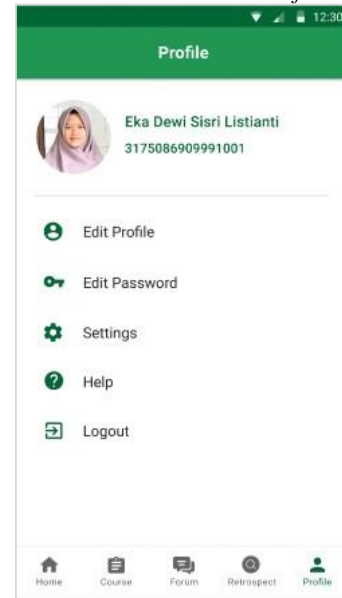 12:30
Profile
Eka Dewi Sisri Listianti
3175086909991001
Edit Profile
Edit Password
Settings
Help
Logout
Home Course Forum Retrospect Profile